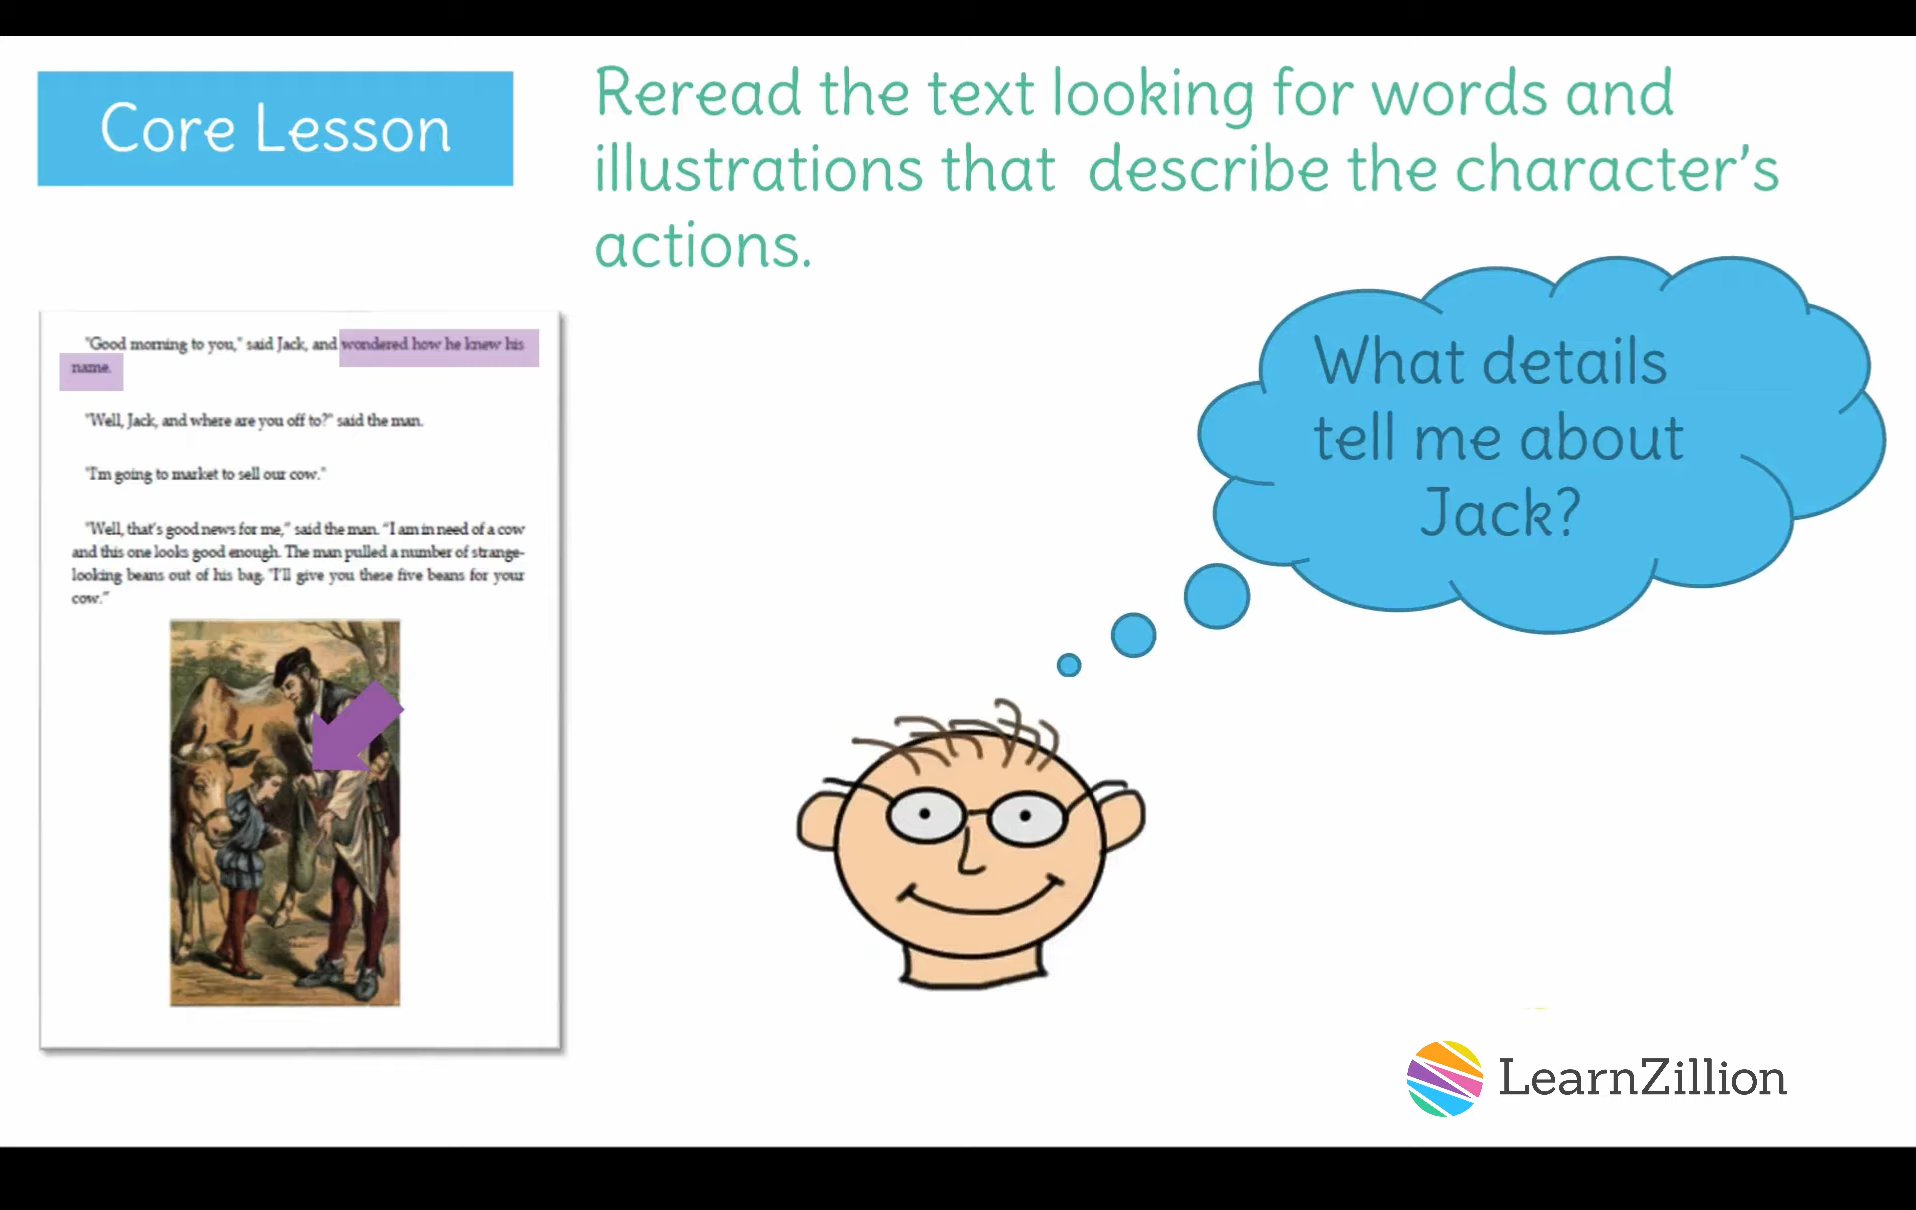 Core Lesson
Reread the text looking for words and
illustrations that describe the character's
actions.
"Good morning to you," said Jack, and wondered how he knew his
name.
"Well, Jack, and where are you off to?" said the man.
"I'm going to market to sell our cow."
"Well, that's good news for me," said the man. "I am in need of a cow
and this one looks good enough. The man pulled a number of strange-
looking beans out of his bag. "I'll give you these five beans for your
cow."
What details
tell me about
Jack?
LearnZillion